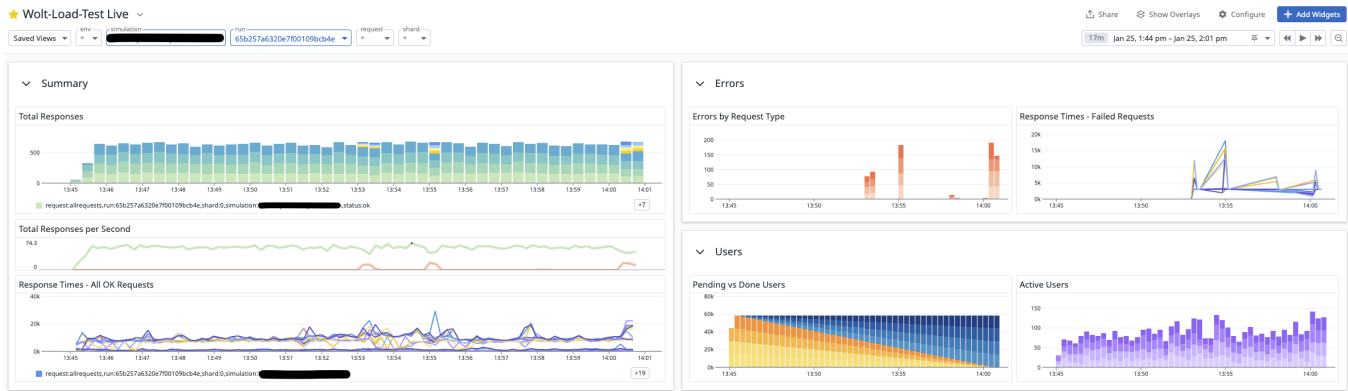 Wolt-Load-Test Live
Share
Show Overlays
Configure
+ Add Widgets
Saved Views
env
*
simulation
run
65b257a6320e7f00109bcb4e
request
*
shard
*
17m Jan 25, 1:44 pm – Jan 25, 2:01 pm
Summary
Total Responses
500
0
13:45 13:46 13:47 13:48 13:49 13:50 13:51 13:52 13:53 13:54 13:55 13:56 13:57 13:58 13:59 14:00 14:01
request:allrequests,run:65b257a6320e7f00109bcb4e,shard:0,simulation: ,status:ok
+7
Total Responses per Second
74.3
0
Response Times - All OK Requests
40k
20k
0k
13:45 13:46 13:47 13:48 13:49 13:50 13:51 13:52 13:53 13:54 13:55 13:56 13:57 13:58 13:59 14:00 14:01
request:allrequests,run:65b257a6320e7f00109bcb4e,shard:0,simulation:
+19
Errors
Errors by Request Type
200
150
100
50
0
13:45 13:50 13:55 14:00
Response Times - Failed Requests
20k
15k
10k
5k
0k
13:45 13:50 13:55 14:00
Users
Pending vs Done Users
80k
60k
40k
20k
0k
13:45 13:50 13:55 14:00
Active Users
150
100
50
0
13:45 13:50 13:55 14:00